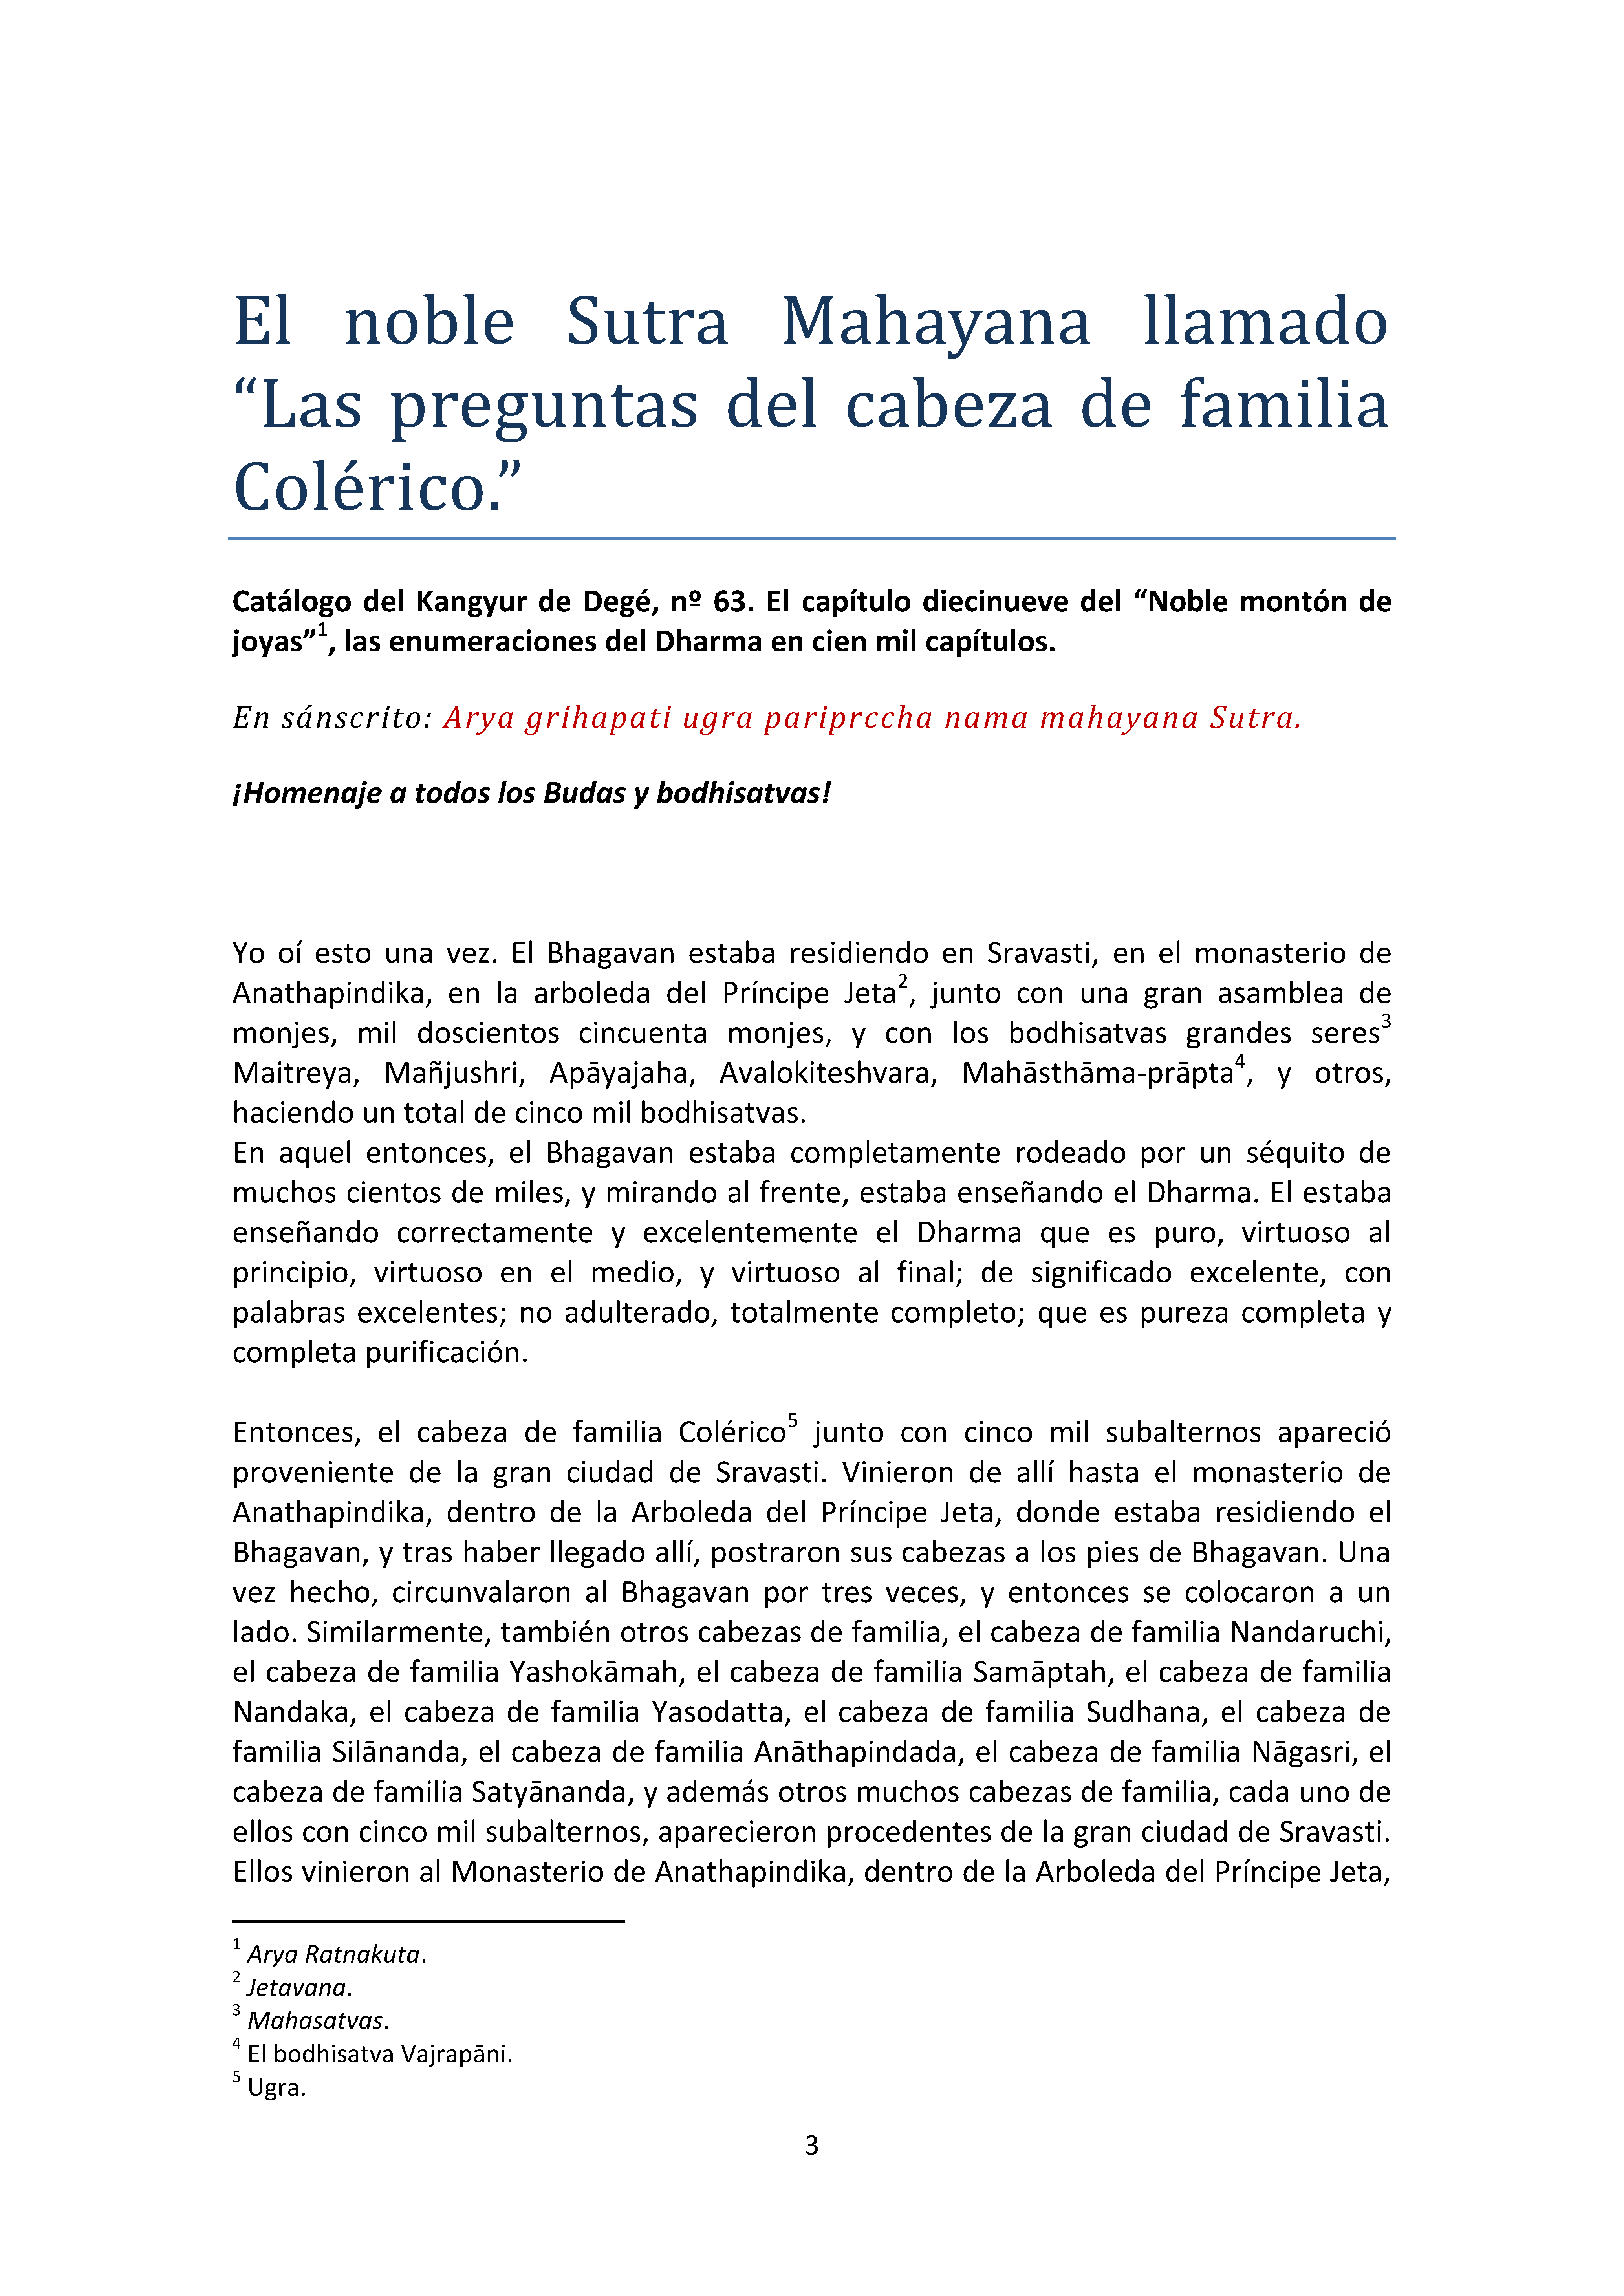 El noble Sutra Mahayana llamado
“Las preguntas del cabeza de familia
Colérico.”
Catálogo del Kangyur de Degé, nº 63. El capítulo diecinueve del “Noble montón de
joyas”1, las enumeraciones del Dharma en cien mil capítulos.
En sánscrito: Arya grihapati ugra pariprccha nama mahayana Sutra.
¡Homenaje a todos los Budas y bodhisatvas!
Yo oí esto una vez. El Bhagavan estaba residiendo en Sravasti, en el monasterio de
Anathapindika, en la arboleda del Príncipe Jeta2, junto con una gran asamblea de
monjes, mil doscientos cincuenta monjes, y con los bodhisatvas grandes seres3
Maitreya, Mañjushri, Apāyajaha, Avalokiteshvara, Mahāsthāma-prāpta4, y otros,
haciendo un total de cinco mil bodhisatvas.
En aquel entonces, el Bhagavan estaba completamente rodeado por un séquito de
muchos cientos de miles, y mirando al frente, estaba enseñando el Dharma. El estaba
enseñando correctamente y excelentemente el Dharma que es puro, virtuoso al
principio, virtuoso en el medio, y virtuoso al final; de significado excelente, con
palabras excelentes; no adulterado, totalmente completo; que es pureza completa y
completa purificación.
Entonces, el cabeza de familia Colérico5 junto con cinco mil subalternos apareció
proveniente de la gran ciudad de Sravasti. Vinieron de allí hasta el monasterio de
Anathapindika, dentro de la Arboleda del Príncipe Jeta, donde estaba residiendo el
Bhagavan, y tras haber llegado allí, postraron sus cabezas a los pies de Bhagavan. Una
vez hecho, circunvalaron al Bhagavan por tres veces, y entonces se colocaron a un
lado. Similarmente, también otros cabezas de familia, el cabeza de familia Nandaruchi,
el cabeza de familia Yashokāmah, el cabeza de familia Samāptah, el cabeza de familia
Nandaka, el cabeza de familia Yasodatta, el cabeza de familia Sudhana, el cabeza de
familia Silānanda, el cabeza de familia Anāthapindada, el cabeza de familia Nāgasri, el
cabeza de familia Satyānanda, y además otros muchos cabezas de familia, cada uno de
ellos con cinco mil subalternos, aparecieron procedentes de la gran ciudad de Sravasti.
Ellos vinieron al Monasterio de Anathapindika, dentro de la Arboleda del Príncipe Jeta,
1 Arya Ratnakuta.
2 Jetavana.
3 Mahasatvas.
4 El bodhisatva Vajrapāni.
5 Ugra.
3